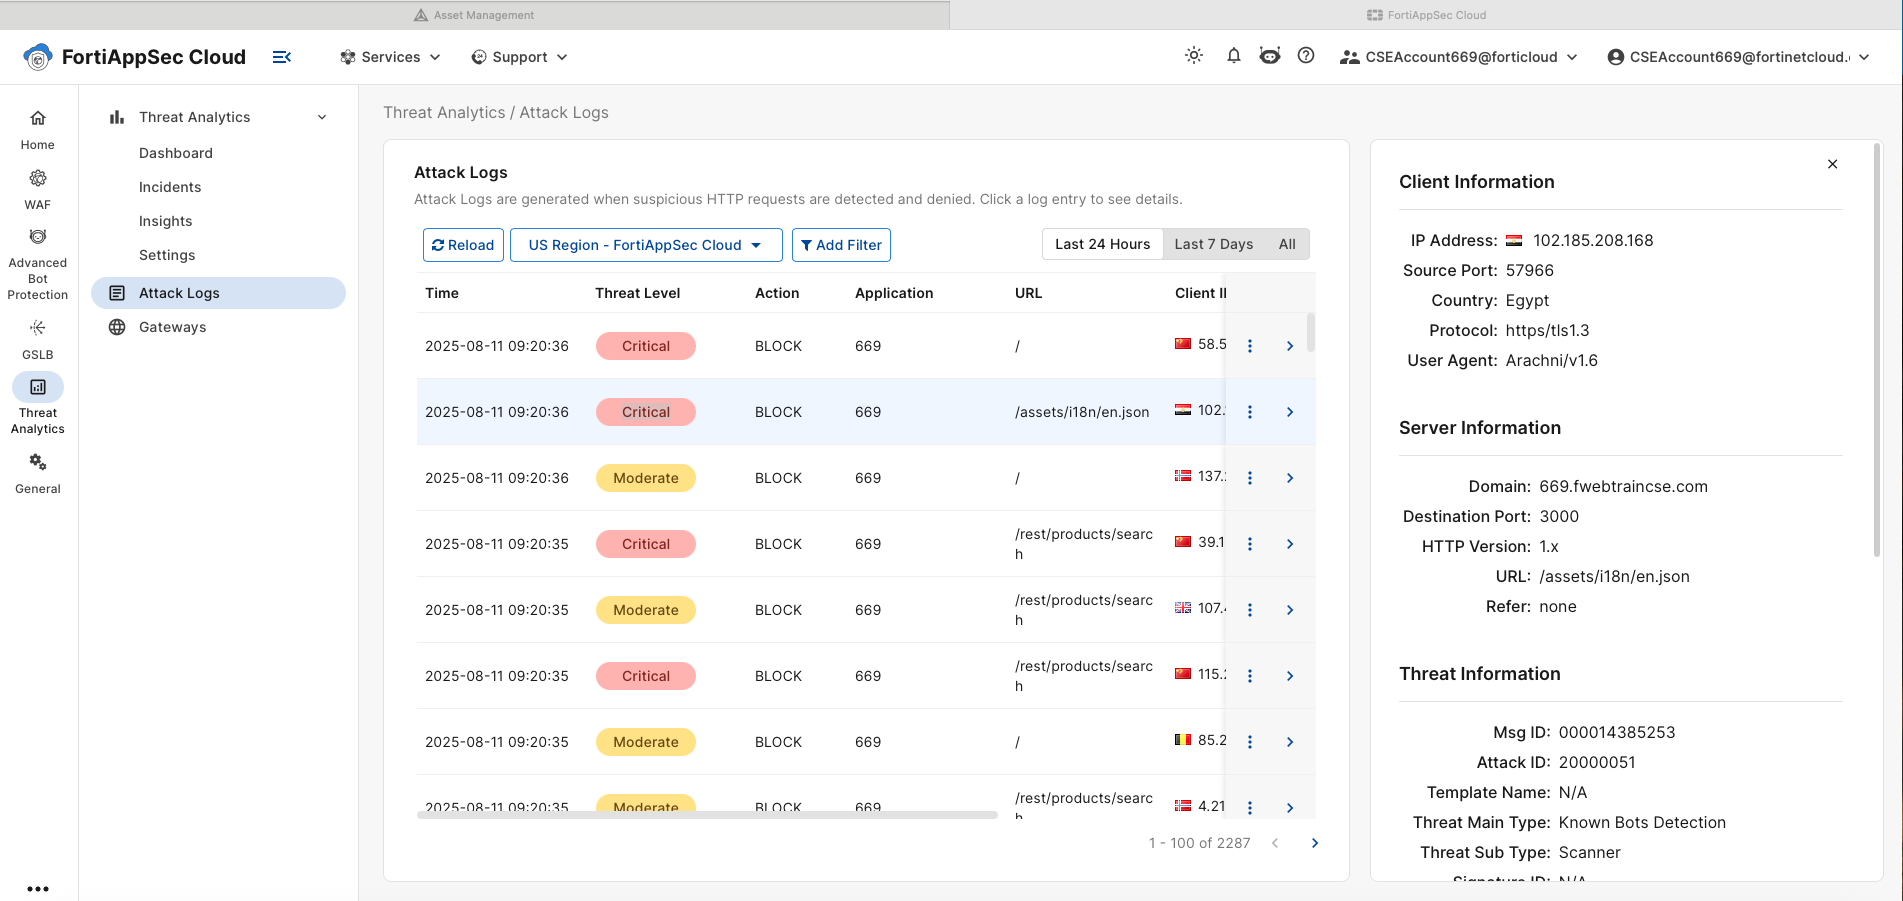 Asset Management
FortiAppSec Cloud
FortiAppSec Cloud
Services
Support
CSEAccount669@forticloud
CSEAccount669@fortinetcloud.
Home
WAF
Advanced
Bot
Protection
GSLB
Threat
Analytics
General
Threat Analytics
Dashboard
Incidents
Insights
Settings
Attack Logs
Gateways
Threat Analytics / Attack Logs
Attack Logs
Attack Logs are generated when suspicious HTTP requests are detected and denied. Click a log entry to see details.
Reload
US Region - FortiAppSec Cloud
Add Filter
Last 24 Hours
Last 7 Days
All
Time Threat Level Action Application URL Client
2025-08-11 09:20:36 Critical BLOCK 669 / 58.5
2025-08-11 09:20:36 Critical BLOCK 669 /assets/i18n/en.json 102.
2025-08-11 09:20:36 Moderate BLOCK 669 / 137.
2025-08-11 09:20:35 Critical BLOCK 669 /rest/products/searc
h 39.1
2025-08-11 09:20:35 Moderate BLOCK 669 /rest/products/searc
h 107.
2025-08-11 09:20:35 Critical BLOCK 669 /rest/products/searc
h 115.
2025-08-11 09:20:35 Moderate BLOCK 669 / 85.2
2025-08-11 09:20:35 Moderate BLOCK 669 /rest/products/searc
h 4.21
1 - 100 of 2287
Client Information
IP Address: 102.185.208.168
Source Port: 57966
Country: Egypt
Protocol: https/tls1.3
User Agent: Arachni/v1.6
Server Information
Domain: 669.fwebtraincse.com
Destination Port: 3000
HTTP Version: 1.x
URL: /assets/i18n/en.json
Refer: none
Threat Information
Msg ID: 000014385253
Attack ID: 20000051
Template Name: N/A
Threat Main Type: Known Bots Detection
Threat Sub Type: Scanner
Signature ID: N/A